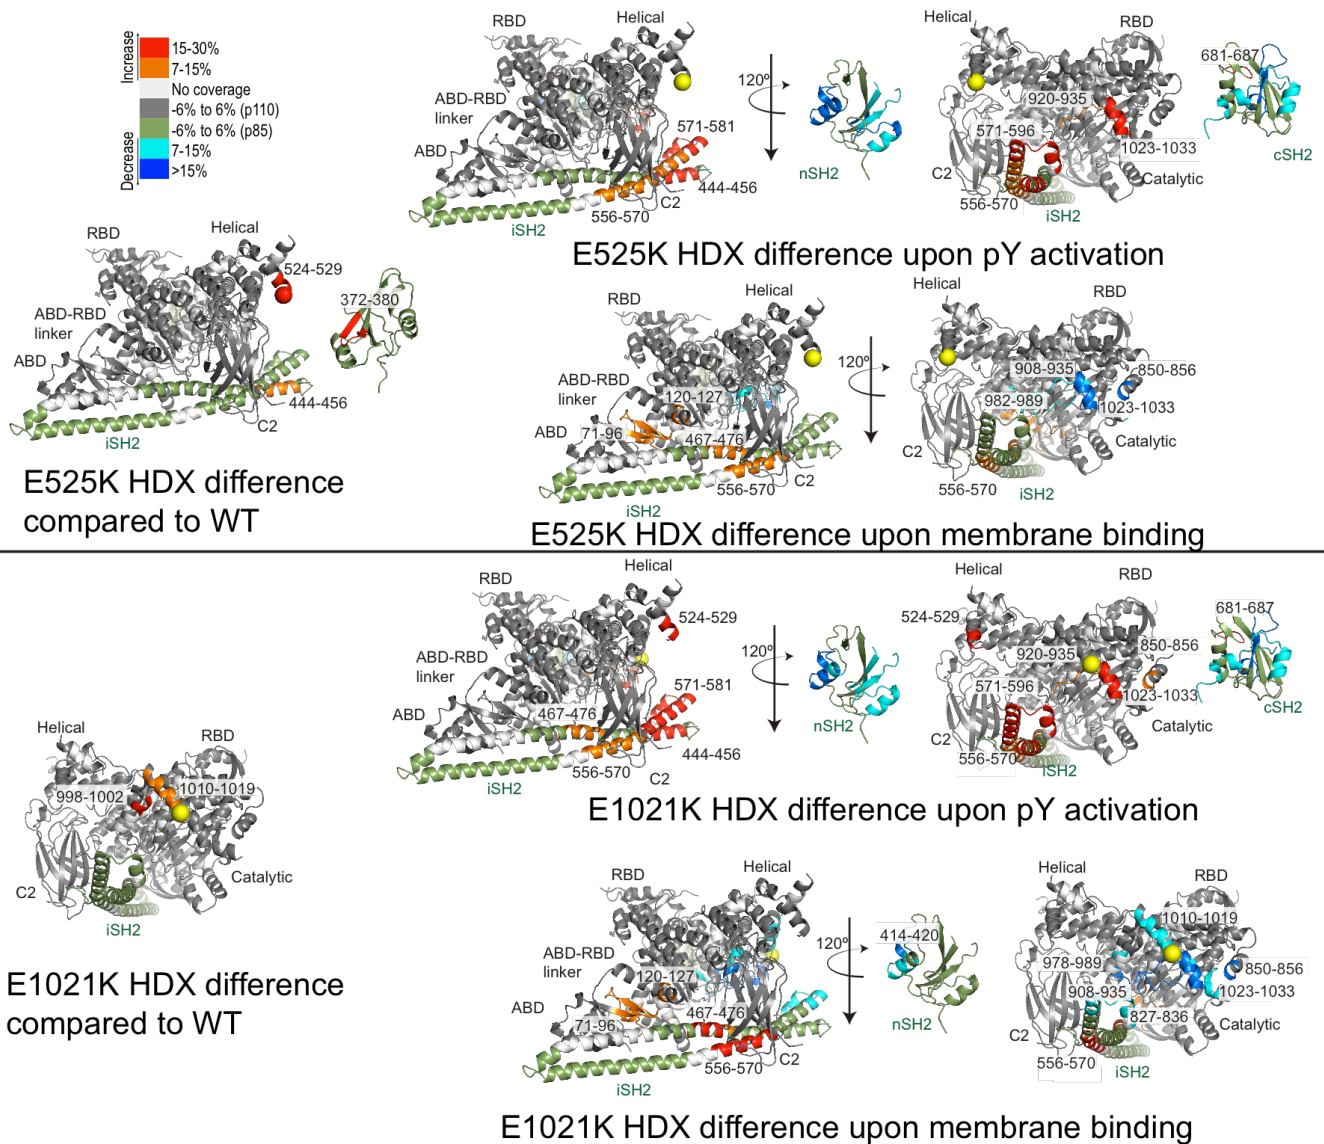 Increase
Decrease
15-30%
7-15%
No coverage
-6% to 6% (p110)
-6% to 6% (p85)
7-15%
>15%
RBD
Helical
ABD-RBD
linker
ABD
571-581
444-456
C2
556-570
iSH2
120º
nSH2
Helical
RBD
920-935
571-596
1023-1033
C2
Catalytic
556-570
iSH2
681-687
cSH2
E525K HDX difference upon pY activation
RBD
Helical
524-529
372-380
ABD-RBD
linker
ABD
444-456
C2
iSH2
E525K HDX difference
compared to WT
RBD
Helical
ABD-RBD
linker
120-127
ABD
71-96
467-476
C2
556-570
iSH2
120º
Helical
RBD
908-935
850-856
982-989
1023-1033
Catalytic
C2
556-570
iSH2
E525K HDX difference upon membrane binding
RBD
Helical
524-529
ABD-RBD
linker
571-581
ABD
467-476
444-456
556-570
C2
iSH2
120º
nSH2
Helical
RBD
524-529
920-935
850-856
571-596
1023-1033
Catalytic
C2
556-570
iSH2
681-687
cSH2
E1021K HDX difference upon pY activation
Helical
RBD
998-1002
1010-1019
Catalytic
C2
iSH2
E1021K HDX difference
compared to WT
RBD
Helical
ABD-RBD
linker
120-127
ABD
71-96
467-476
C2
556-570
iSH2
120º
414-420
nSH2
Helical
RBD
1010-1019
978-989
850-856
908-935
1023-1033
827-836
Catalytic
C2
556-570
iSH2
E1021K HDX difference upon membrane binding